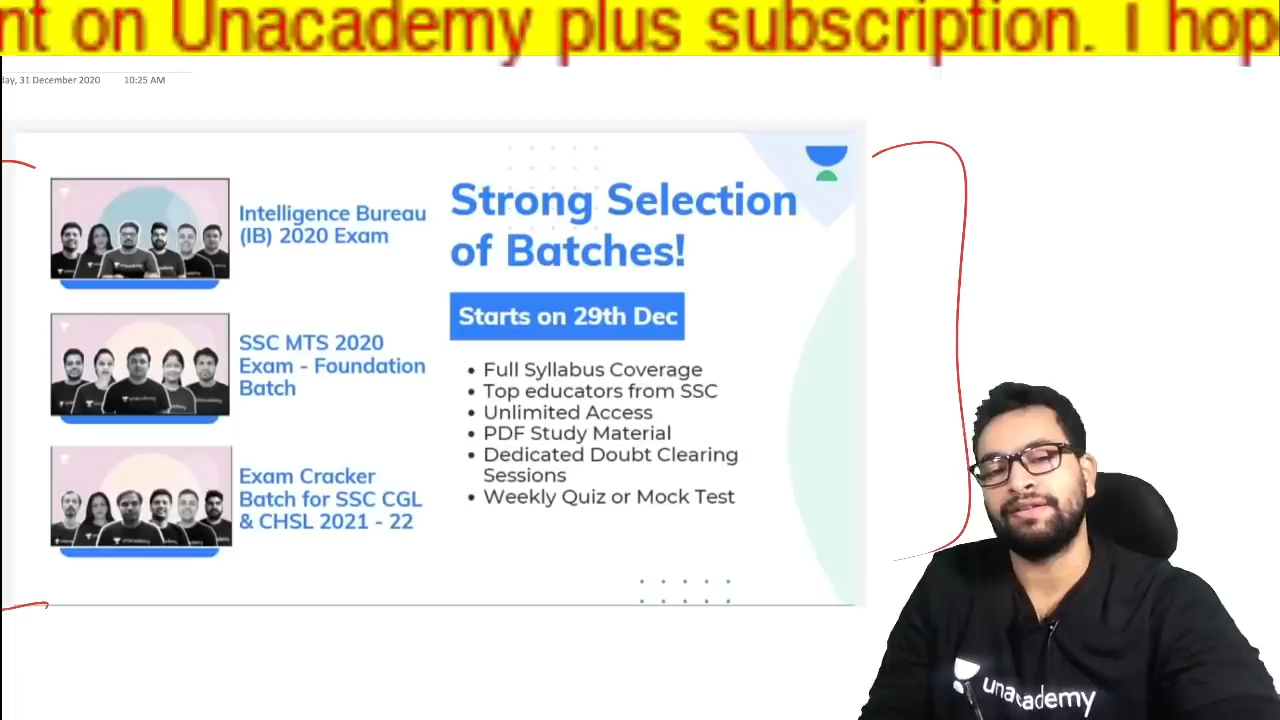 nt on Unacademy plus subscription. I hop
day, 31 December 2020 10:25 AM
Intelligence Bureau
(IB) 2020 Exam
SSC MTS 2020
Exam - Foundation
Batch
Exam Cracker
Batch for SSC CGL
& CHSL 2021 - 22
Strong Selection
of Batches!
Starts on 29th Dec
• Full Syllabus Coverage
• Top educators from SSC
• Unlimited Access
• PDF Study Material
• Dedicated Doubt Clearing
Sessions
• Weekly Quiz or Mock Test
unacademy